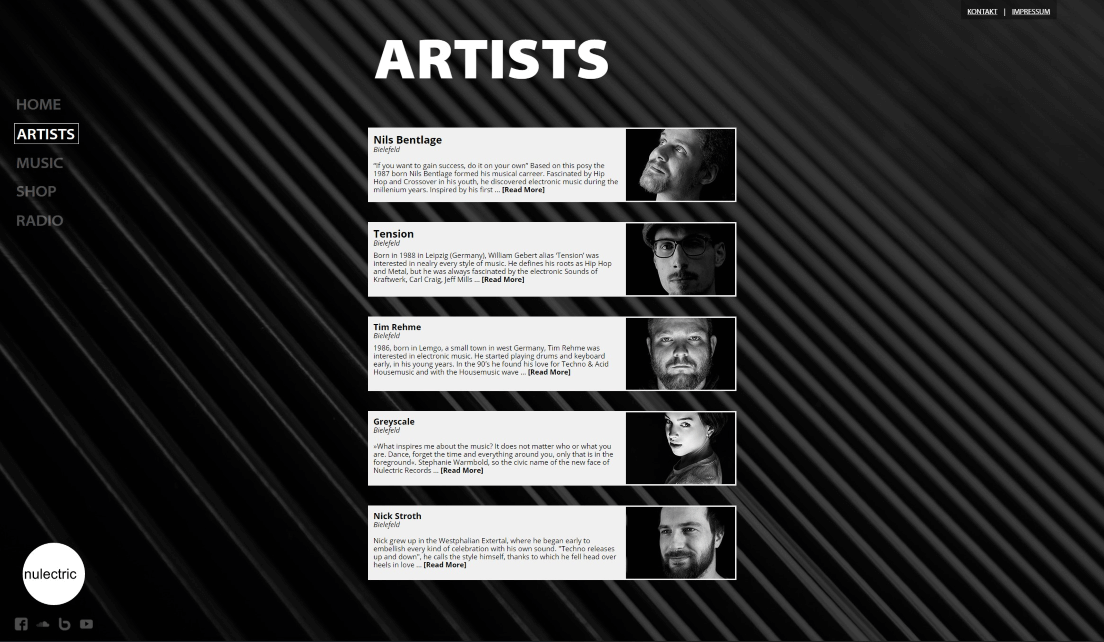 KONTAKT | IMPRESSUM
ARTISTS
HOME
ARTISTS
MUSIC
SHOP
RADIO
Nils Bentlage
Bielefeld
"If you want to gain success, do it on your own" Based on this posy the
1987 born Nils Bentlage formed his musical carreer. Fascinated by Hip
Hop and Crossover in his youth, he discovered electronic music during the
millenium years. Inspired by his first ... [Read More]
Tension
Bielefeld
Born in 1988 in Leipzig (Germany), William Gebert alias ‘Tension’ was
interested in nealry every style of music. He defines his roots as Hip Hop
and Metal, but he was always fascinated by the electronic Sounds of
Kraftwerk, Carl Craig, Jeff Mills ... [Read More]
Tim Rehme
Bielefeld
1986, born in Lemgo, a small town in west Germany, Tim Rehme was
interested in electronic music. He started playing drums and keyboard
early, in his young years. In the 90’s he found his love for Techno & Acid
Housemusic and with the Housemusic wave ... [Read More]
Greyscale
Bielefeld
»What inspires me about the music? It does not matter who or what you
are. Dance, forget the time and everything around you, only that is in the
foreground«. Stephanie Warmbold, so the civic name of the new face of
Nulectric Records ... [Read More]
Nick Stroth
Bielefeld
Nick grew up in the Westphalian Extertal, where he began early to
embellish every kind of celebration with his own sound. "Techno releases
up and down", he calls the style himself, thanks to which he fell head over
heels in love ... [Read More]
nulectric